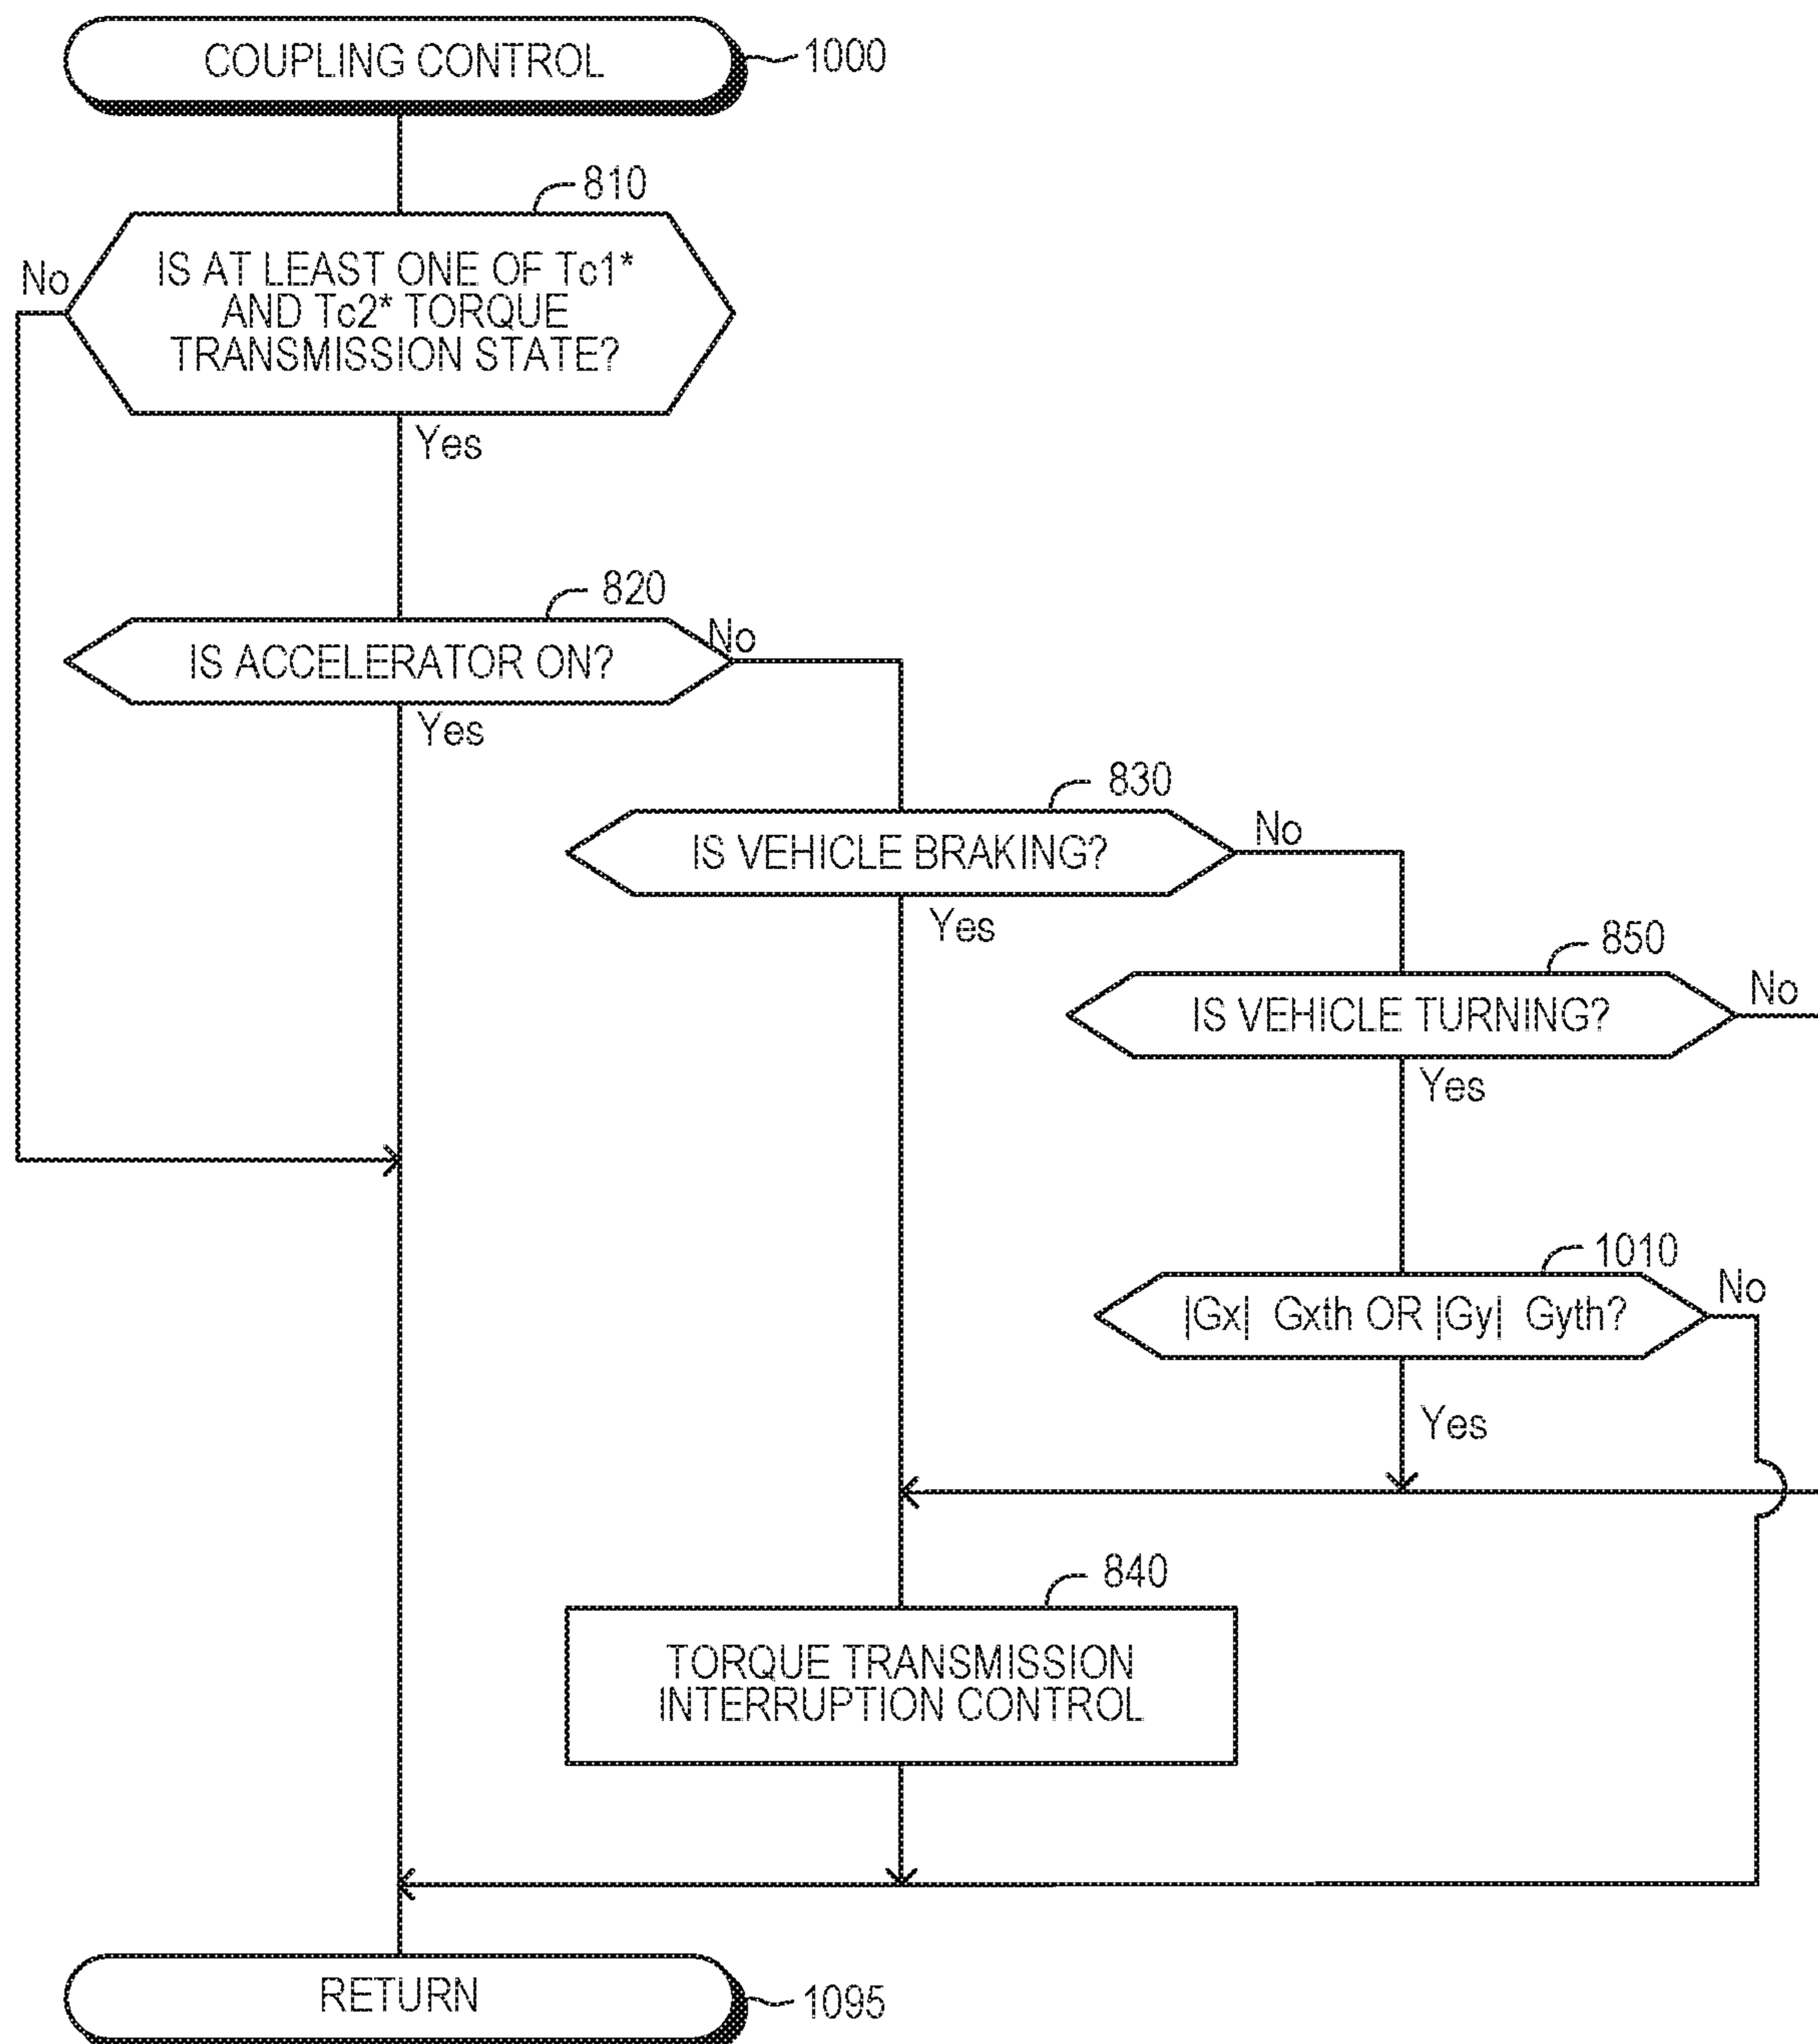 COUPLING CONTROL
1000
810
IS AT LEAST ONE OF Tc1*
AND Tc2* TORQUE
TRANSMISSION STATE?
No
Yes
820
IS ACCELERATOR ON?
No
Yes
830
IS VEHICLE BRAKING?
No
Yes
850
IS VEHICLE TURNING?
No
Yes
1010
|Gx| Gxth OR |Gy| Gyth?
No
Yes
840
TORQUE TRANSMISSION
INTERRUPTION CONTROL
RETURN
1095